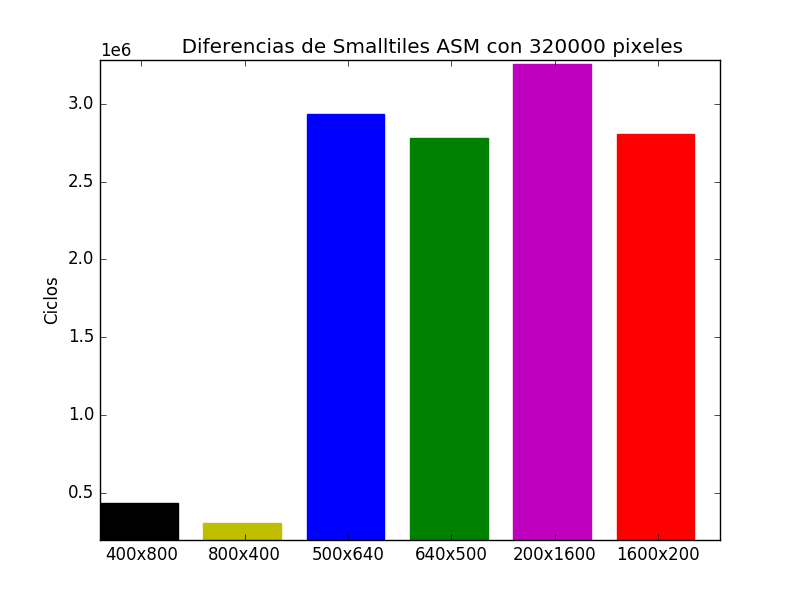 Diferencias de Smalltiles ASM con 320000 pixeles
1e6
3.0
2.5
2.0
1.5
1.0
0.5
Ciclos
400x800
800x400
500x640
640x500
200x1600
1600x200